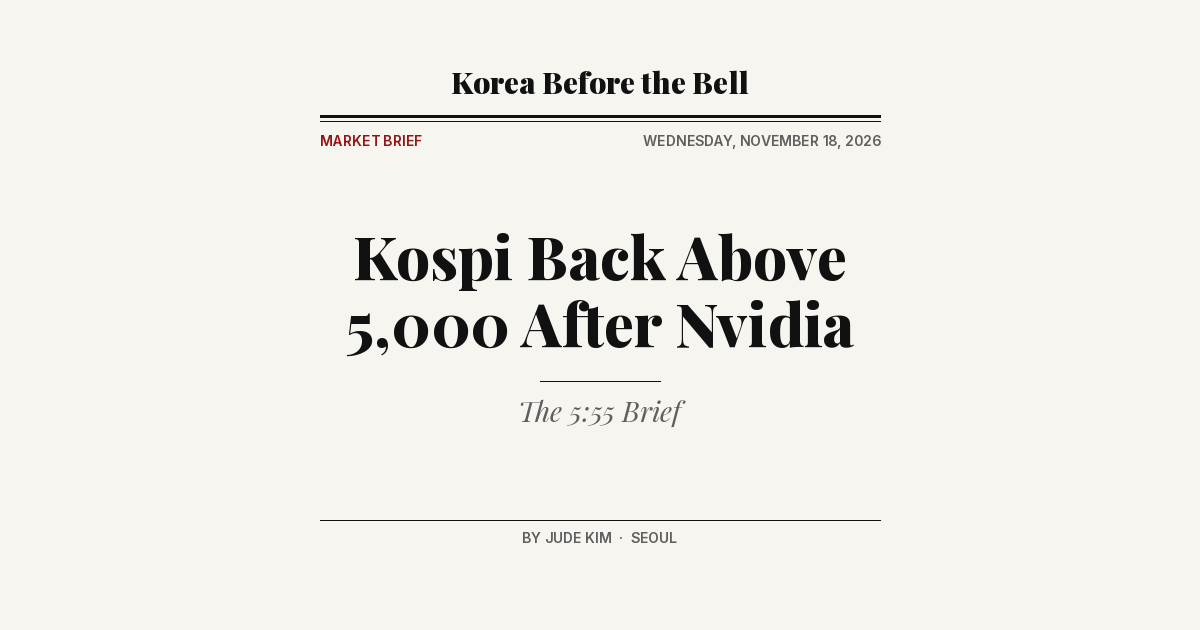 Korea Before the Bell
MARKET BRIEF
WEDNESDAY, NOVEMBER 18, 2026
Kospi Back Above
5,000 After Nvidia
The 5:55 Brief
BY JUDE KIM · SEOUL